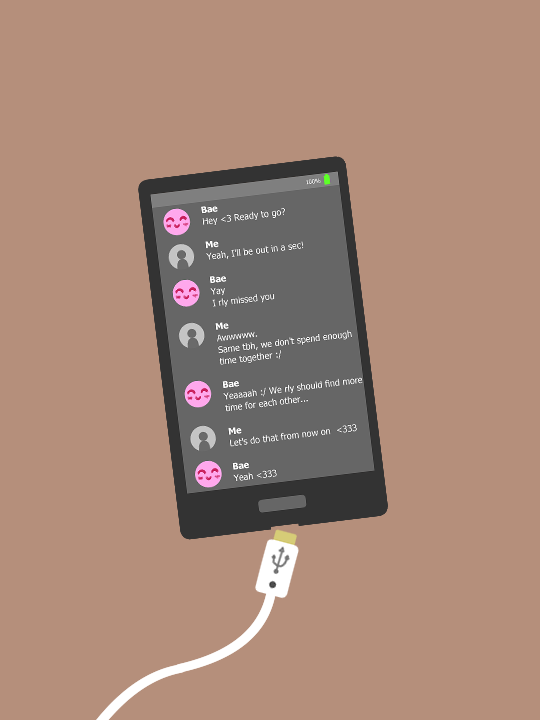 100%
Bae
Hey <3 Ready to go?
Me
Yeah, I'll be out in a sec!
Bae
Yay
I rly missed you
Me
Awwwww.
Same tbh, we don't spend enough
time together :/
Bae
Yeaaaah :/ We rly should find more
time for each other...
Me
Let's do that from now on <333
Bae
Yeah <333